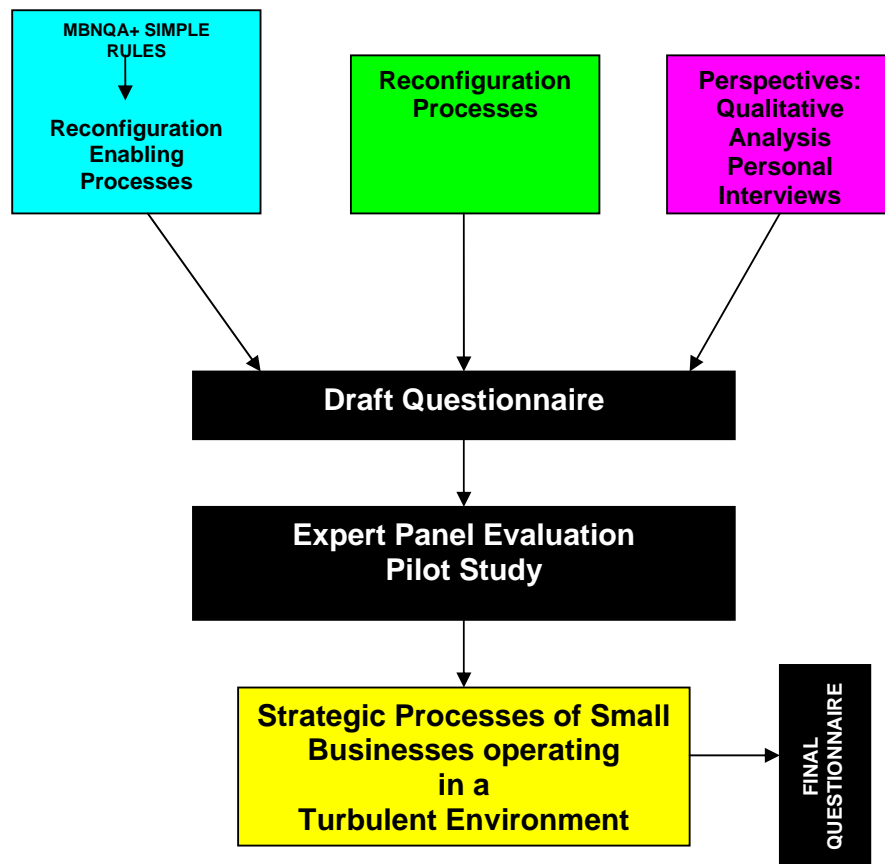 MBNQA+ SIMPLE
RULES
Reconfiguration
Enabling
Processes
Reconfiguration
Processes
Perspectives:
Qualitative
Analysis
Personal
Interviews
Draft Questionnaire
Expert Panel Evaluation
Pilot Study
Strategic Processes of Small
Businesses operating
in a
Turbulent Environment
FINAL
QUESTIONNAIRE